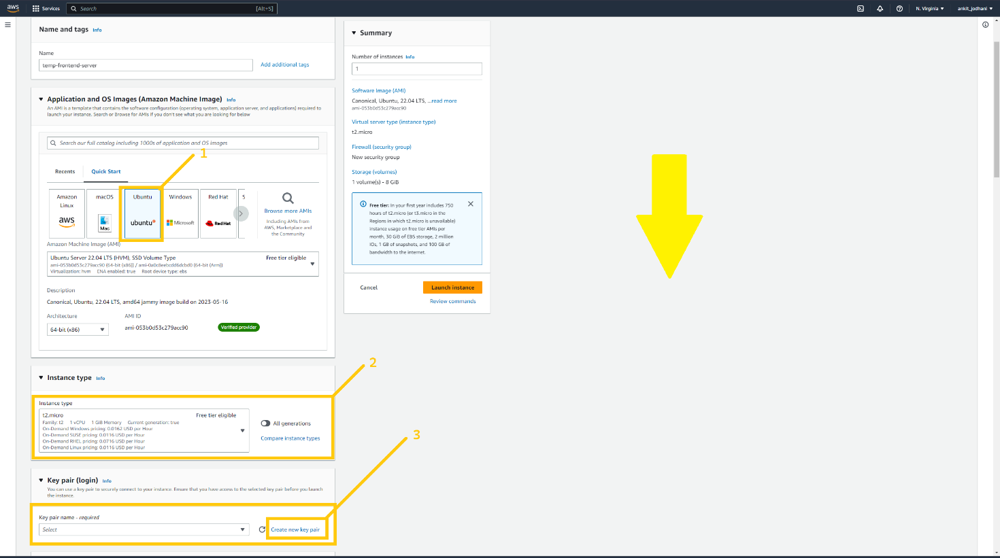 aws
Services
Search
[Alt+S]
N. Virginia
ankit_jodhani
Name and tags Info
Name
temp-frontend-server
Add additional tags
Application and OS Images (Amazon Machine Image) Info
An AMI is a template that contains the software configuration (operating system, application server, and applications) required to
launch your instance. Search or Browse for AMIs if you don't see what you are looking for below
Search our full catalog including 1000s of application and OS images
1
Recents
Quick Start
Amazon
Linux
aws
macOS
Mac
Ubuntu
ubuntu
Windows
Microsoft
Red Hat
Red Hat
S
Browse more AMIs
Including AMIs from
AWS, Marketplace and
the Community
Amazon Machine Image (AMI)
Ubuntu Server 22.04 LTS (HVM), SSD Volume Type
Free tier eligible
ami-053b0d53c279acc90 (64-bit (x86)) / ami-0a0c8eebcdd6dcbd0 (64-bit (Arm))
Virtualization: hvm ENA enabled: true Root device type: ebs
Description
Canonical, Ubuntu, 22.04 LTS, amd64 jammy image build on 2023-05-16
Architecture
AMI ID
64-bit (x86)
ami-053b0d53c279acc90
Verified provider
2
Instance type Info
Instance type
t2.micro
Free tier eligible
Family: t2 1 vCPU 1 GiB Memory Current generation: true
On-Demand Windows pricing: 0.0162 USD per Hour
On-Demand SUSE pricing: 0.0116 USD per Hour
On-Demand RHEL pricing: 0.0716 USD per Hour
On-Demand Linux pricing: 0.0116 USD per Hour
All generations
Compare instance types
3
Key pair (login) Info
You can use a key pair to securely connect to your instance. Ensure that you have access to the selected key pair before you launch
the instance.
Key pair name - required
Select
Create new key pair
Summary
Number of instances Info
1
Software Image (AMI)
Canonical, Ubuntu, 22.04 LTS, ...read more
ami-053b0d53c279acc90
Virtual server type (instance type)
t2.micro
Firewall (security group)
New security group
Storage (volumes)
1 volume(s) - 8 GiB
Free tier: In your first year includes 750
hours of t2.micro (or t3.micro in the
Regions in which t2.micro is unavailable)
instance usage on free tier AMIs per
month, 30 GiB of EBS storage, 2 million
IOs, 1 GB of snapshots, and 100 GB of
bandwidth to the internet.
Cancel
Launch instance
Review commands